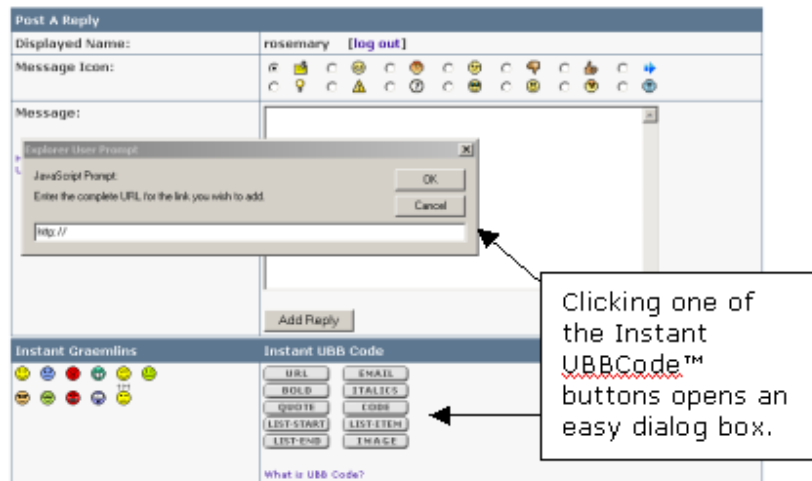 Post A Reply
Displayed Name:
rosemary [log out]
Message Icon:
Message:
Explorer User Prompt
JavaScript Prompt:
OK
Enter the complete URL for the link you wish to add.
Cancel
http://
Add Reply
Clicking one of
the Instant
UBBCode™
buttons opens an
easy dialog box.
Instant Graemlins
Instant UBB Code
URL EMAIL
BOLD ITALICS
QUOTE CODE
LIST-START LIST-ITEM
LIST-END IMAGE
What is UBB Code?